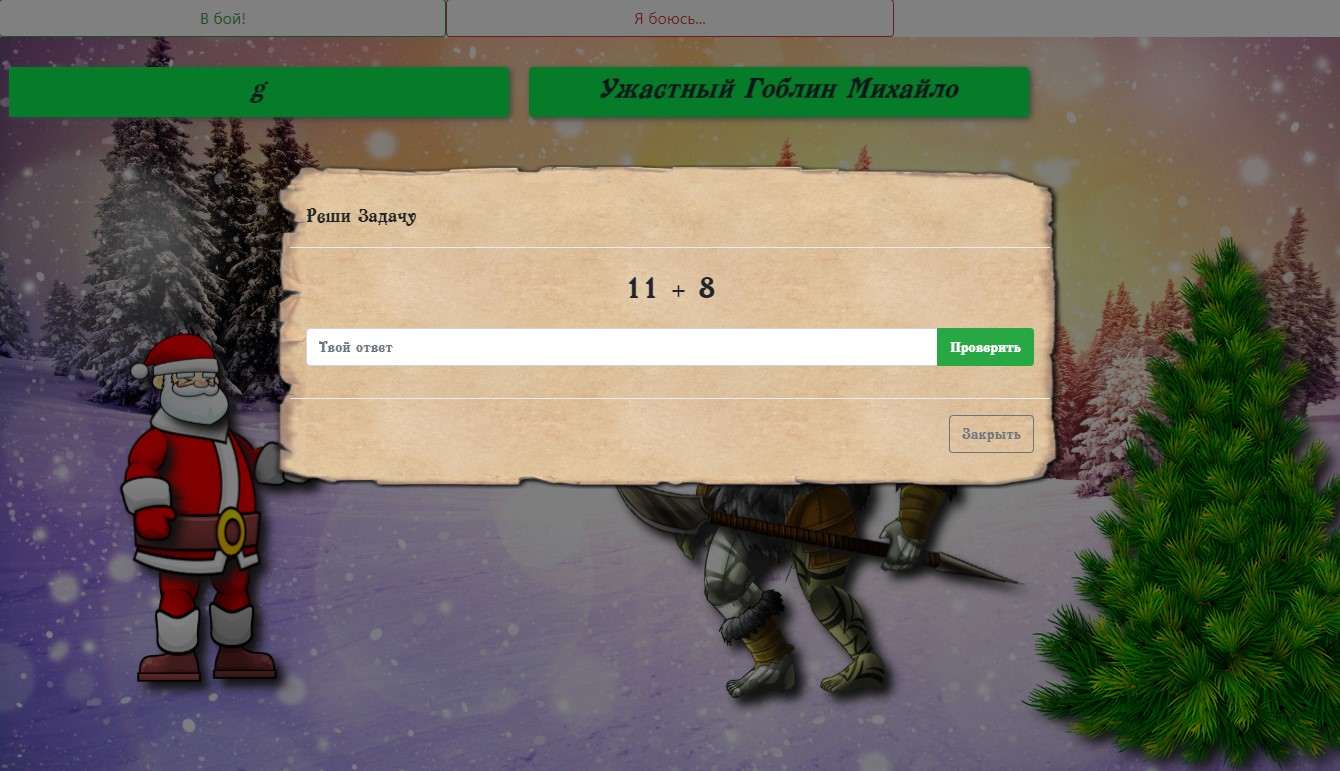 В бой!
Я боюсь...
g
Ужастный Гоблин Михайло
Реши Задачу
11 + 8
Твой ответ
Проверить
Закрыть